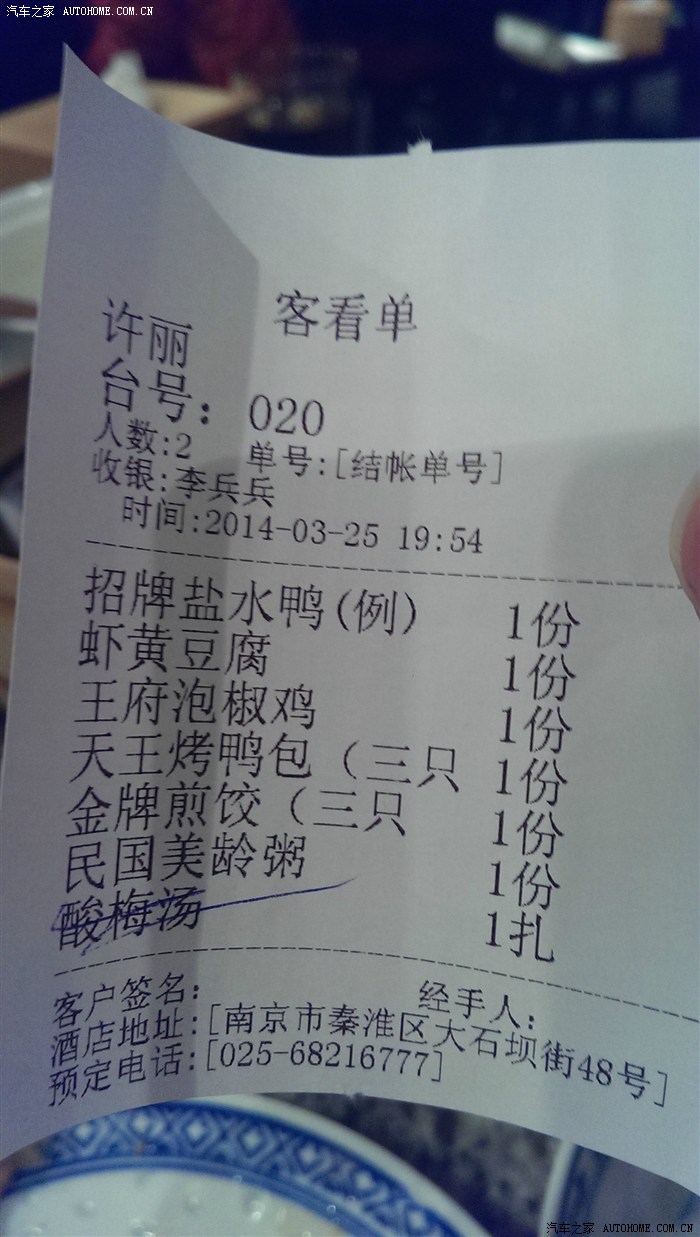 汽车之家 AUTOHOME.COM.CN
客看单
许丽
台号: 020
人数:2 单号:[结帐单号]
收银:李兵兵
时间:2014-03-25 19:54
招牌盐水鸭(例) 1份
虾黄豆腐 1份
王府泡椒鸡 1份
天王烤鸭包（三只 1份
金牌煎饺（三只 1份
民国美龄粥 1份
酸梅汤 1扎
客户签名: 经手人:
酒店地址:[南京市秦淮区大石坝街48号]
预定电话:[025-68216777]
汽车之家 AUTOHOME.COM.CN